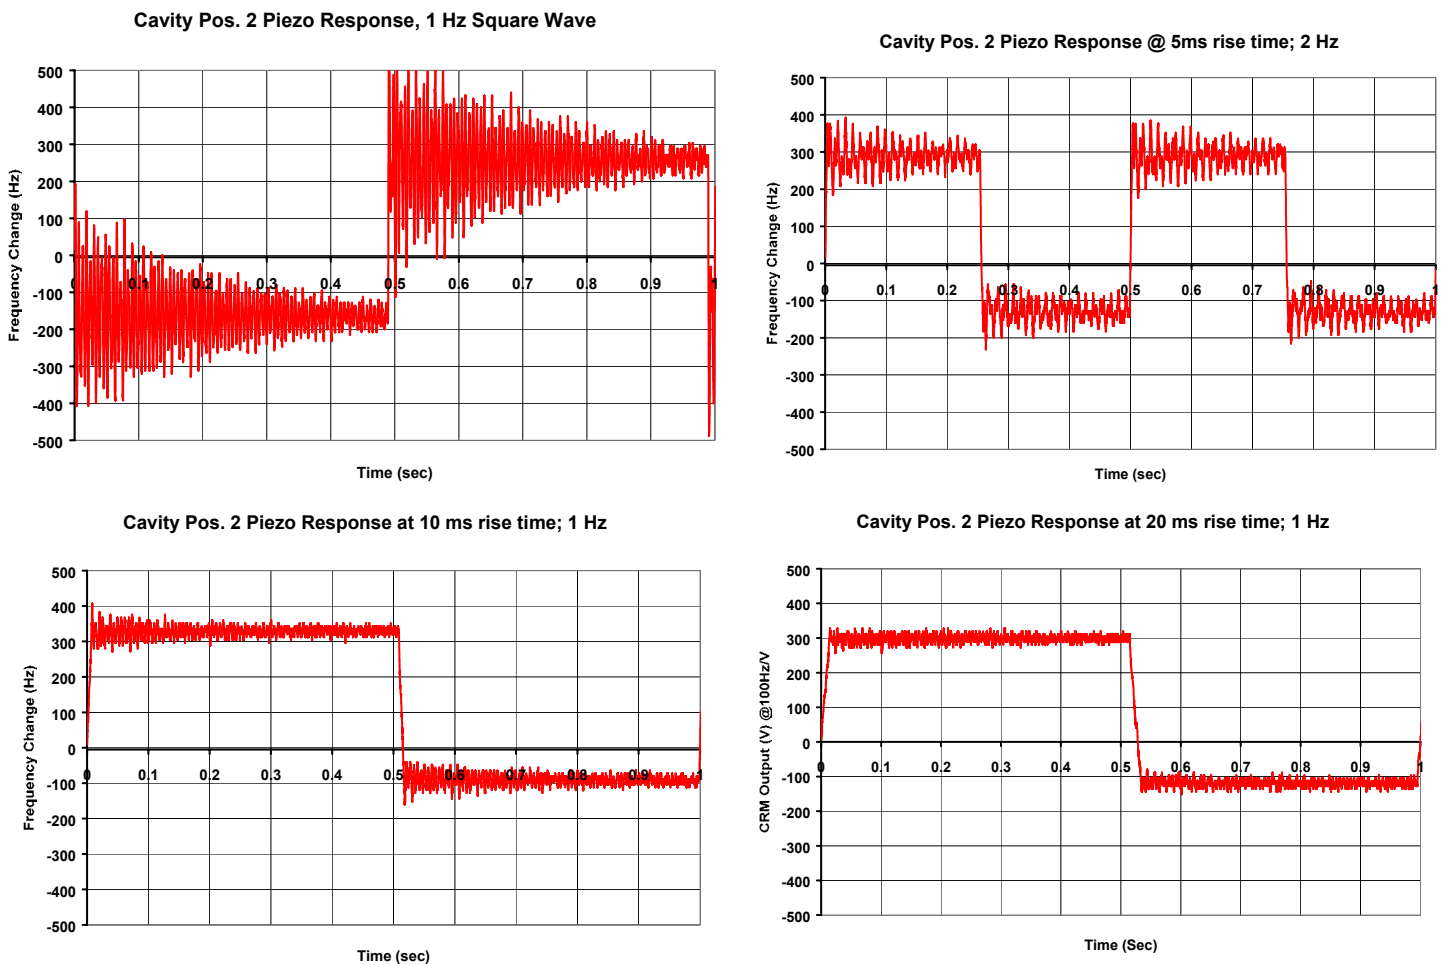 Cavity Pos. 2 Piezo Response, 1 Hz Square Wave
500
400
300
200
100
0
-100
-200
-300
-400
-500
0 0.1 0.2 0.3 0.4 0.5 0.6 0.7 0.8 0.9 1
Frequency Change (Hz)
Time (sec)
Cavity Pos. 2 Piezo Response @ 5ms rise time; 2 Hz
500
400
300
200
100
0
-100
-200
-300
-400
-500
0 0.1 0.2 0.3 0.4 0.5 0.6 0.7 0.8 0.9 1
Frequency Change (Hz)
Time (sec)
Cavity Pos. 2 Piezo Response at 10 ms rise time; 1 Hz
500
400
300
200
100
0
-100
-200
-300
-400
-500
0 0.1 0.2 0.3 0.4 0.5 0.6 0.7 0.8 0.9 1
Frequency Change (Hz)
Time (sec)
Cavity Pos. 2 Piezo Response at 20 ms rise time; 1 Hz
500
400
300
200
100
0
-100
-200
-300
-400
-500
0 0.1 0.2 0.3 0.4 0.5 0.6 0.7 0.8 0.9 1
CRM Output (V) @100Hz/V
Time (Sec)